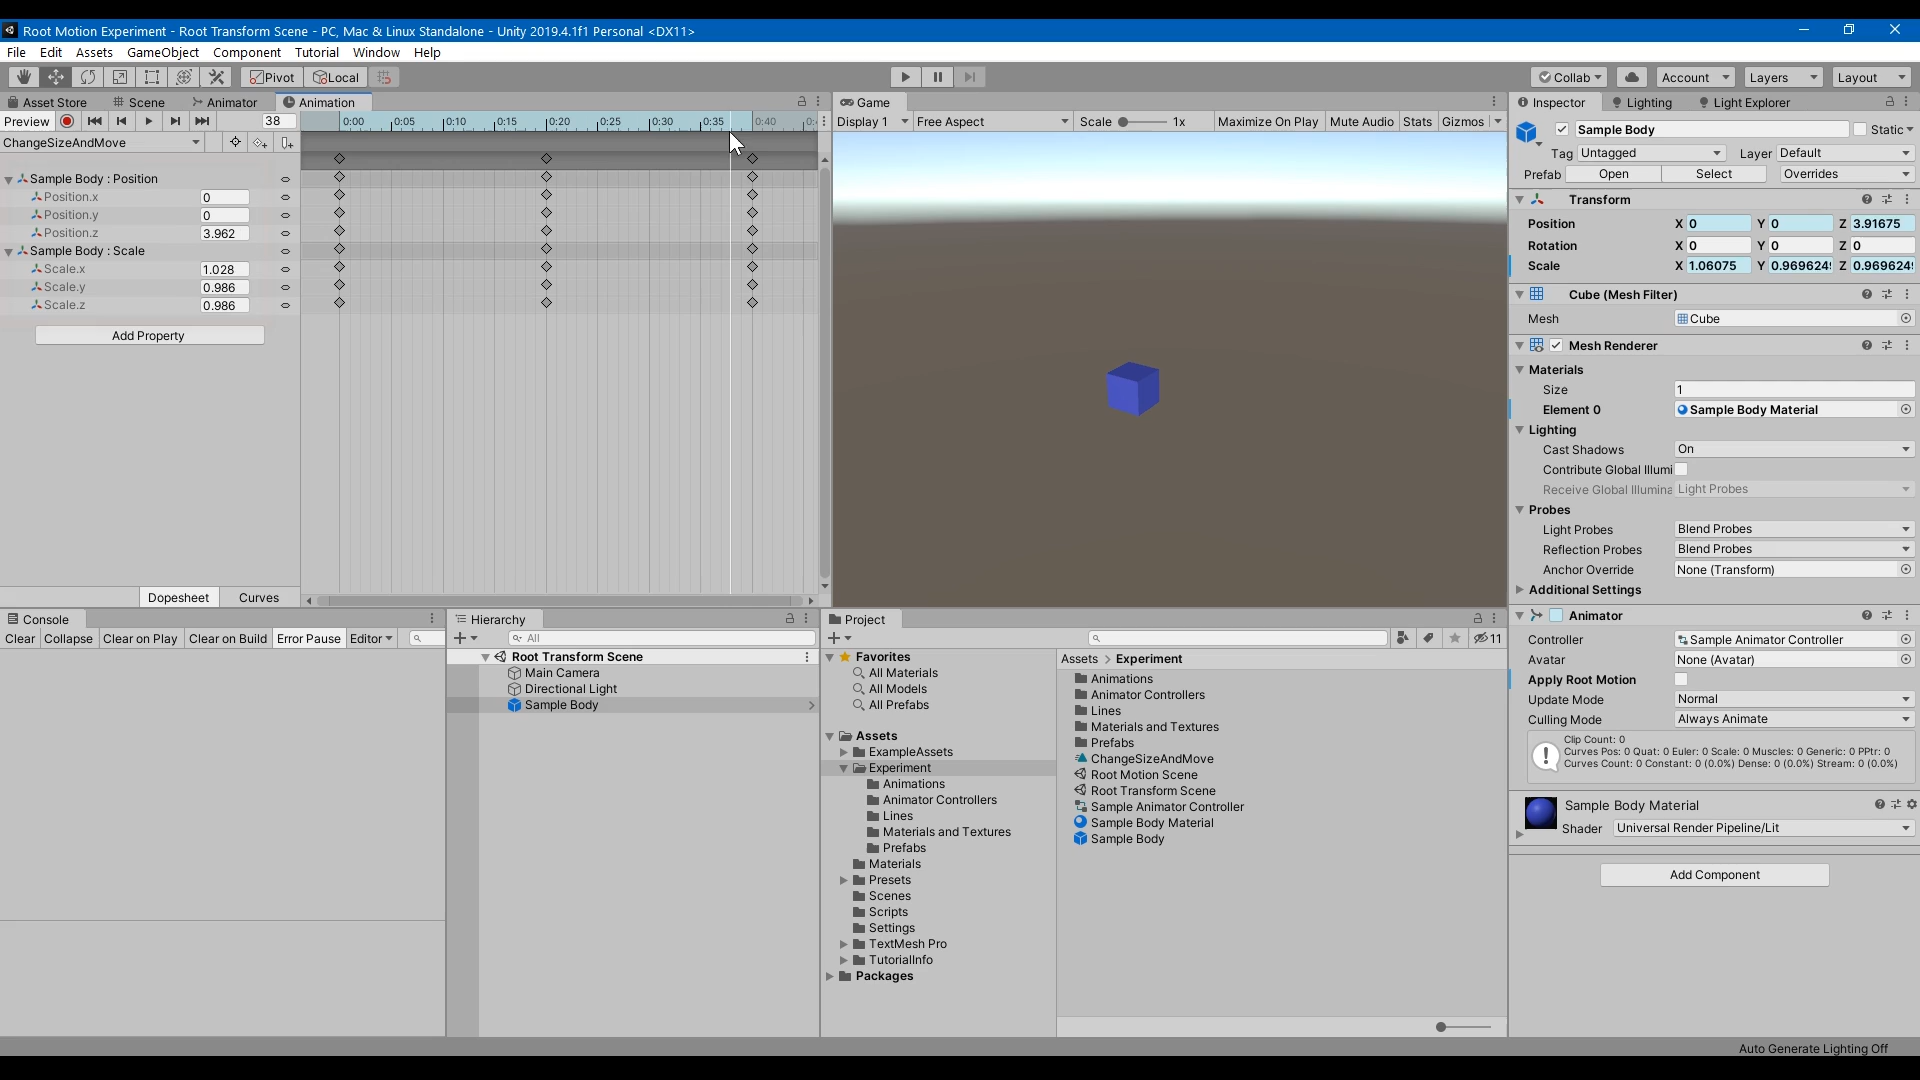 Root Motion Experiment - Root Transform Scene - PC, Mac & Linux Standalone - Unity 2019.4.1f1 Personal <DX11>
File Edit Assets GameObject Component Tutorial Window Help
Pivot Local Collab Account Layers Layout
Asset Store Scene Animator Animation
Preview 38 0:00 0:05 0:10 0:15 0:20 0:25 0:30 0:35 0:40
ChangeSizeAndMove
Sample Body : Position
Position.x 0
Position.y 0
Position.z 3.962
Sample Body : Scale
Scale.x 1.028
Scale.y 0.986
Scale.z 0.986
Add Property
Dopesheet Curves
Game
Display 1 Free Aspect Scale 1x Maximize On Play Mute Audio Stats Gizmos
Console
Clear Collapse Clear on Play Clear on Build Error Pause Editor
Hierarchy
All
Root Transform Scene
Main Camera
Directional Light
Sample Body
Project
11
Favorites
All Materials
All Models
All Prefabs
Assets
ExampleAssets
Experiment
Animations
Animator Controllers
Lines
Materials and Textures
Prefabs
Materials
Presets
Scenes
Scripts
Settings
TextMesh Pro
TutorialInfo
Packages
Assets > Experiment
Animations
Animator Controllers
Lines
Materials and Textures
Prefabs
ChangeSizeAndMove
Root Motion Scene
Root Transform Scene
Sample Animator Controller
Sample Body Material
Sample Body
Inspector Lighting Light Explorer
Sample Body Static
Tag Untagged Layer Default
Prefab Open Select Overrides
Transform
Position X 0 Y 0 Z 3.91675
Rotation X 0 Y 0 Z 0
Scale X 1.06075 Y 0.969624 Z 0.969624
Cube (Mesh Filter)
Mesh Cube
Mesh Renderer
Materials
Size 1
Element 0 Sample Body Material
Lighting
Cast Shadows On
Contribute Global Illumi
Receive Global Illumina Light Probes
Probes
Light Probes Blend Probes
Reflection Probes Blend Probes
Anchor Override None (Transform)
Additional Settings
Animator
Controller Sample Animator Controller
Avatar None (Avatar)
Apply Root Motion
Update Mode Normal
Culling Mode Always Animate
Clip Count: 0
Curves Pos: 0 Quat: 0 Euler: 0 Scale: 0 Muscles: 0 Generic: 0 PPtr: 0
Curves Count: 0 Constant: 0 (0.0%) Dense: 0 (0.0%) Stream: 0 (0.0%)
Sample Body Material
Shader Universal Render Pipeline/Lit
Add Component
Auto Generate Lighting Off